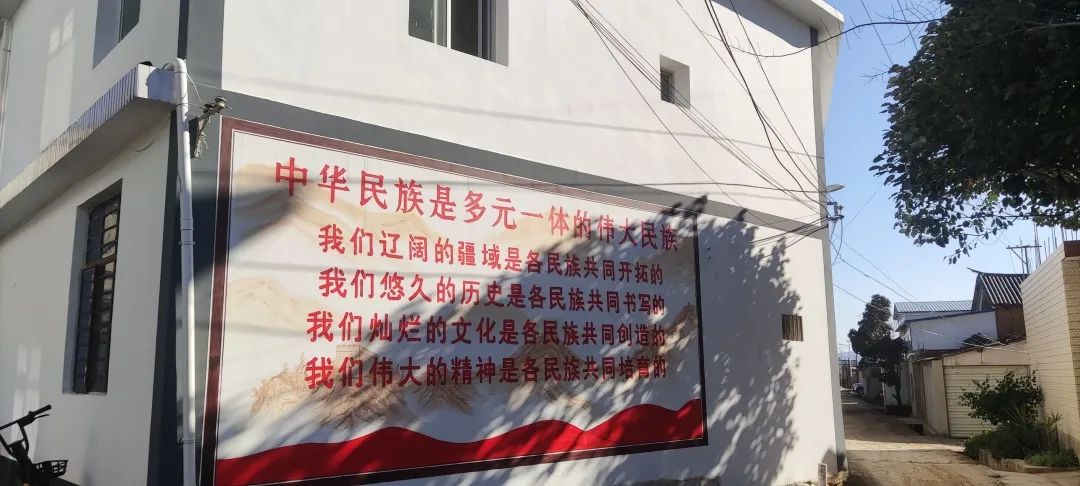 中华民族是多元一体的伟大民族
我们辽阔的疆域是各民族共同开拓的
我们悠久的历史是各民族共同书写的
我们灿烂的文化是各民族共同创造的
我们伟大的精神是各民族共同培育的